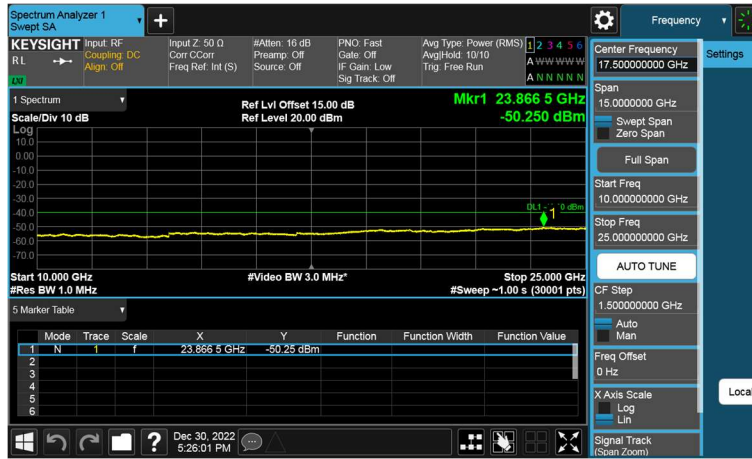 Spectrum Analyzer 1
Swept SA
Frequency
KEYSIGHT
RL
LXI
Input: RF
Coupling: DC
Align: Off
Input Z: 50 Ω
Corr CCorr
Freq Ref: Int (S)
#Atten: 16 dB
Preamp: Off
Source: Off
PNO: Fast
Gate: Off
IF Gain: Low
Sig Track: Off
Avg Type: Power (RMS)
Avg|Hold: 10/10
Trig: Free Run
1 2 3 4 5 6
A W W W W W
A N N N N N
1 Spectrum
Scale/Div 10 dB
Ref Lvl Offset 15.00 dB
Ref Level 20.00 dBm
Mkr1 23.866 5 GHz
-50.250 dBm
Log
10.0
0.00
-10.0
-20.0
-30.0
-40.0
-50.0
-60.0
-70.0
1
Start 10.000 GHz
#Res BW 1.0 MHz
#Video BW 3.0 MHz*
Stop 25.000 GHz
#Sweep ~1.00 s (30001 pts)
5 Marker Table
Mode Trace Scale X Y Function Function Width Function Value
1 N 1 f 23.866 5 GHz -50.25 dBm
2
3
4
5
6
Dec 30, 2022
5:26:01 PM
Center Frequency
17.500000000 GHz
Settings
Span
15.0000000 GHz
Swept Span
Zero Span
Full Span
Start Freq
10.000000000 GHz
Stop Freq
25.000000000 GHz
AUTO TUNE
CF Step
1.500000000 GHz
Auto
Man
Freq Offset
0 Hz
X Axis Scale
Log
Lin
Local
Signal Track
(Span Zoom)